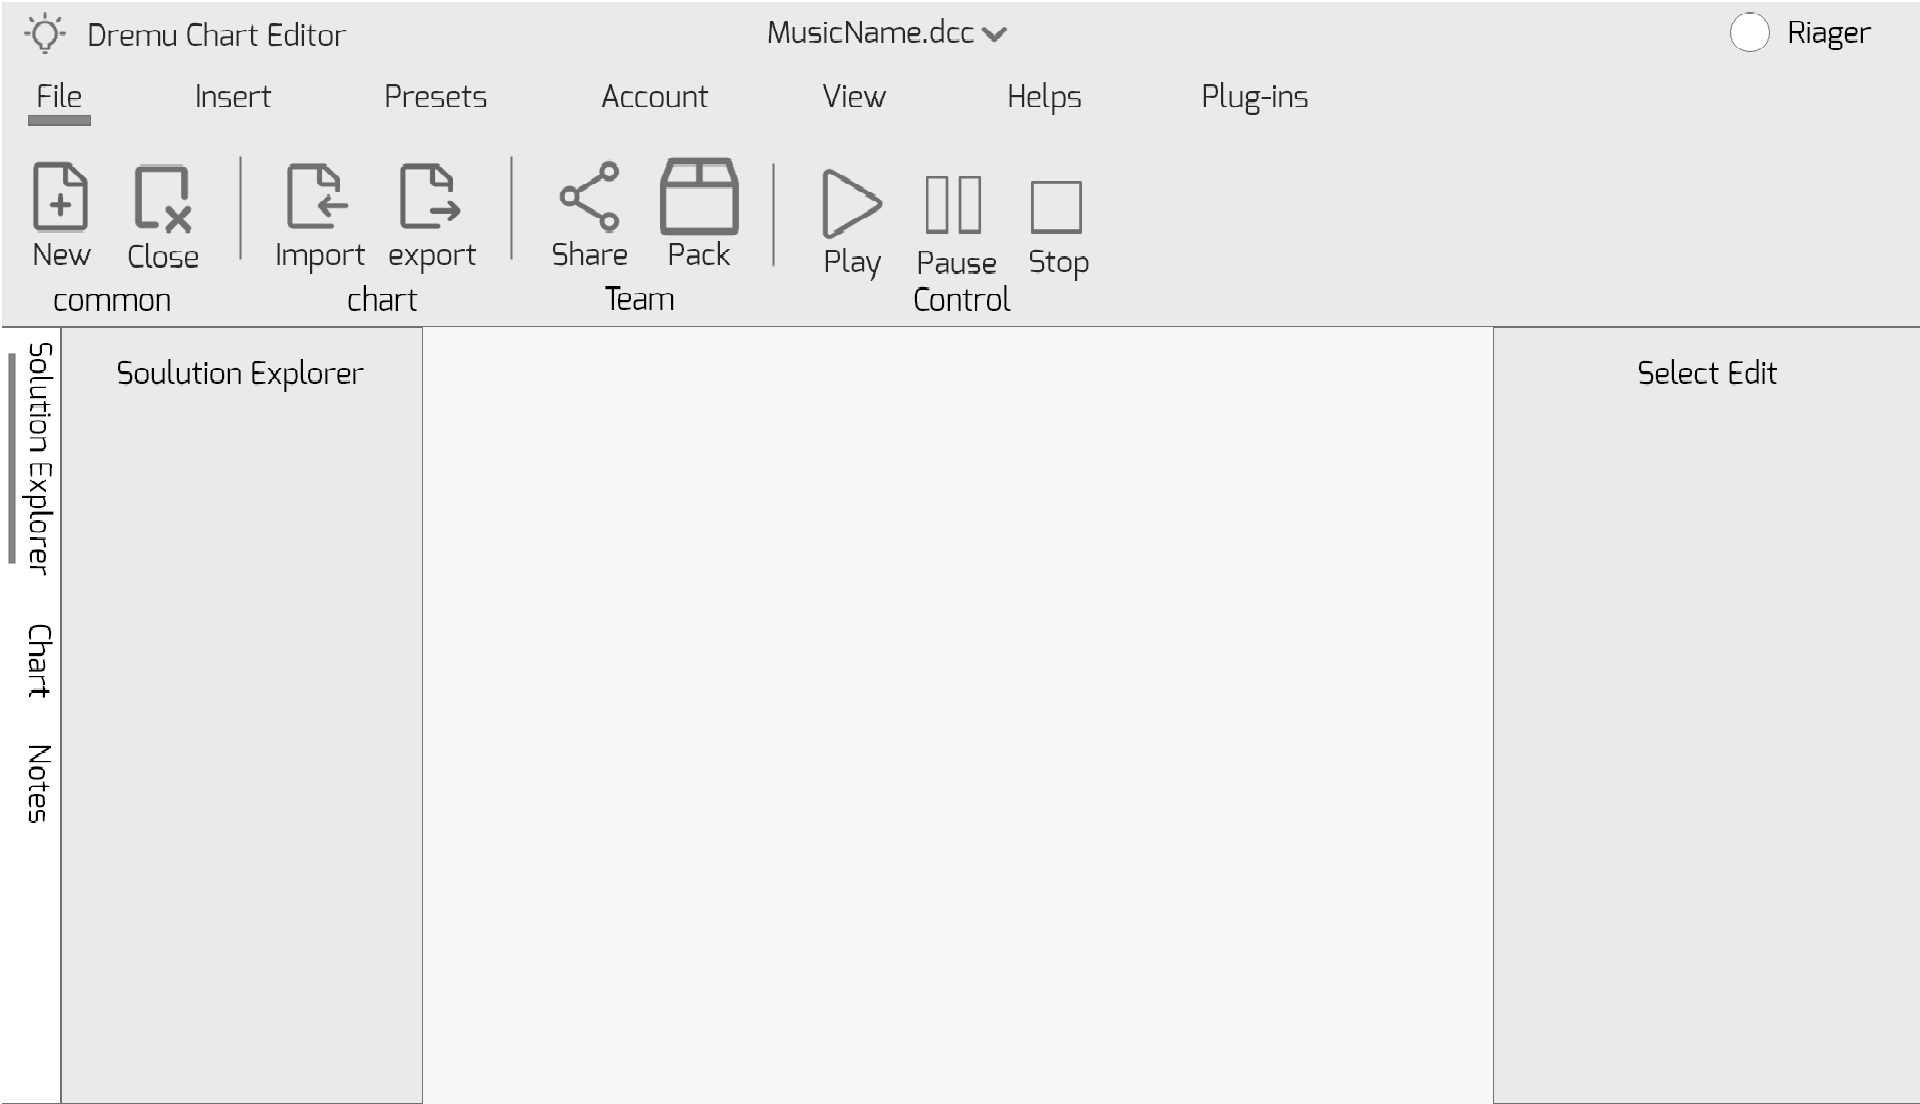 Dremu Chart Editor
MusicName.dcc
Riager
File Insert Presets Account View Helps Plug-ins
New Close Import export Share Pack Play Pause Stop
common chart Team Control
Solution Explorer
Chart
Notes
Soulution Explorer
Select Edit